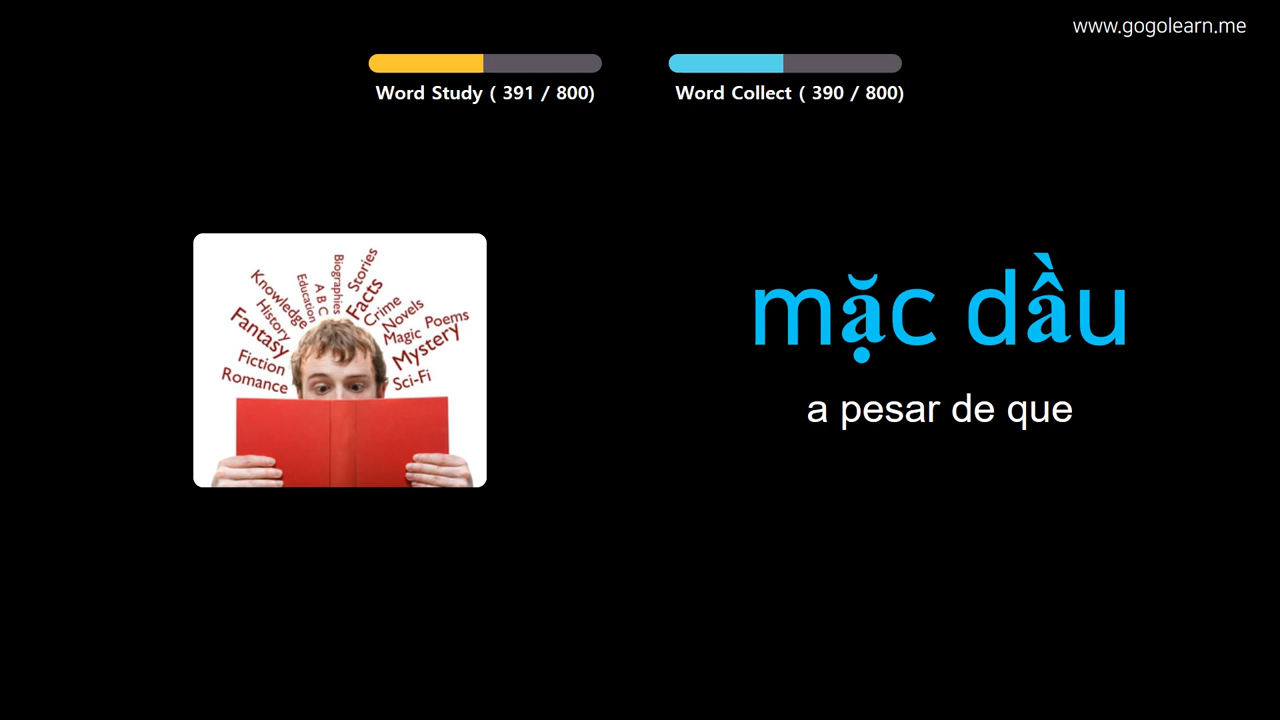 www.gogolearn.me
Word Study ( 391 / 800)
Word Collect ( 390 / 800)
Knowledge
History
Fantasy
Fiction
Romance
Education
A B C
Biographies
Stories
Facts
Crime
Novels
Magic
Poems
Mystery
Sci-Fi
mặc dầu
a pesar de que